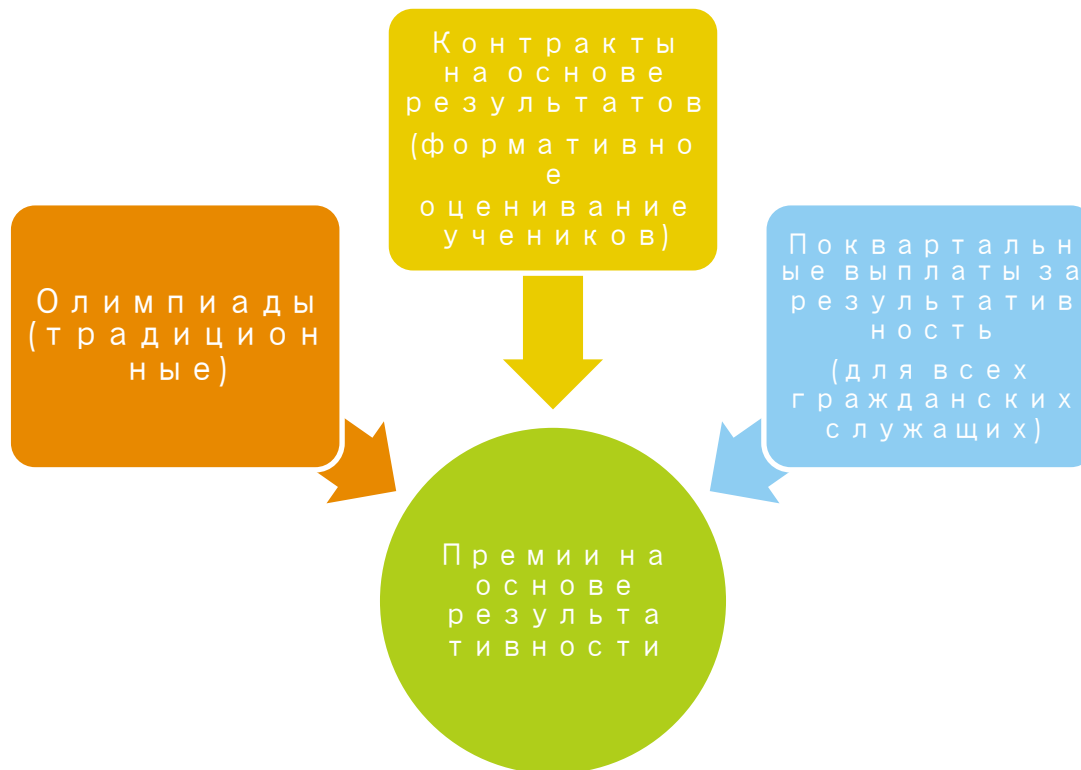 Контракты
на основе
результатов
(формативно
е
оценивание
учеников)
Олимпиады
(традицион
ные)
Поквартальн
ые выплаты за
результатив
ность
(для всех
гражданских
служащих)
Премии на
основе
результа
тивности